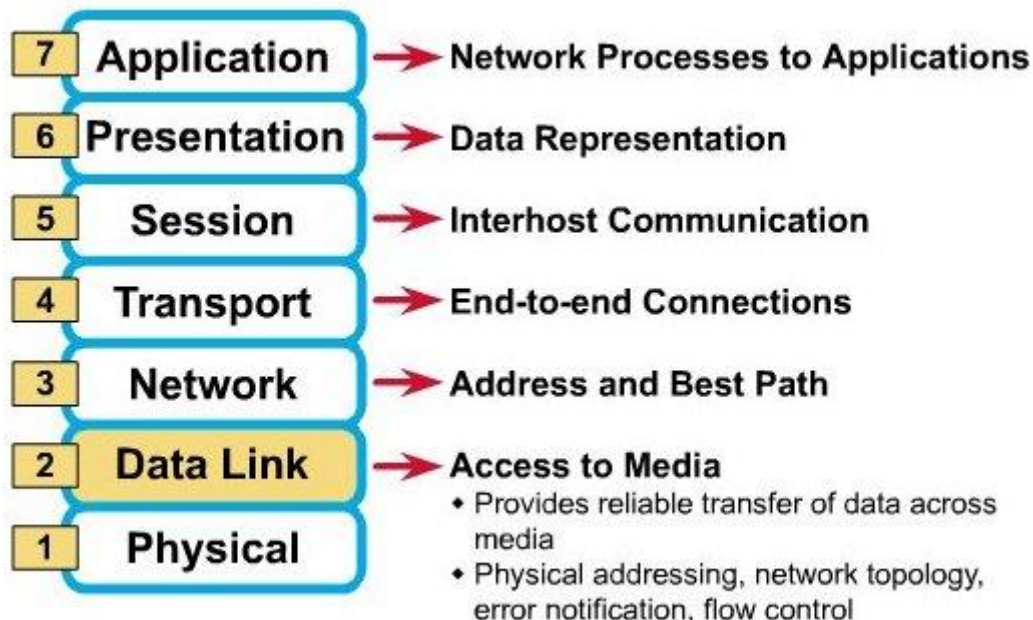 7 Application Network Processes to Applications
6 Presentation Data Representation
5 Session Interhost Communication
4 Transport End-to-end Connections
3 Network Address and Best Path
2 Data Link Access to Media
• Provides reliable transfer of data across
media
1 Physical
• Physical addressing, network topology,
error notification, flow control